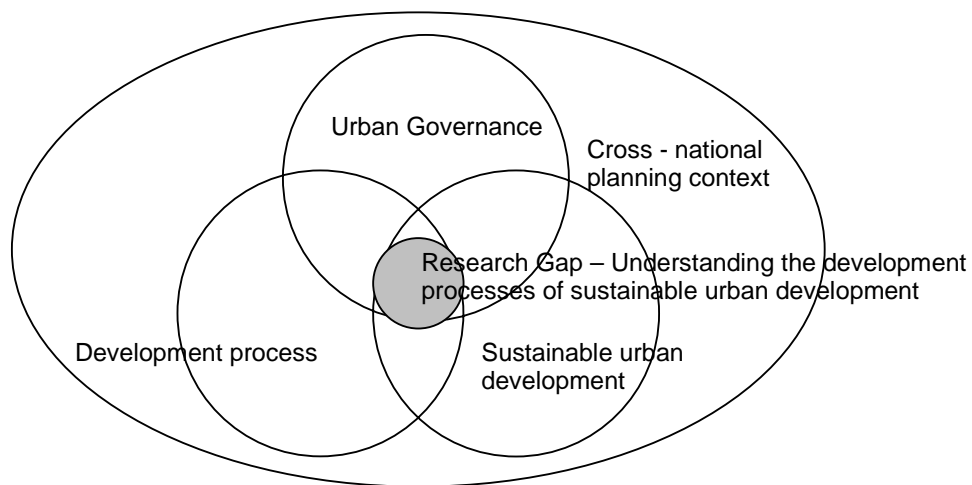 Urban Governance
Cross - national
planning context
Research Gap – Understanding the development
processes of sustainable urban development
Development process
Sustainable urban
development